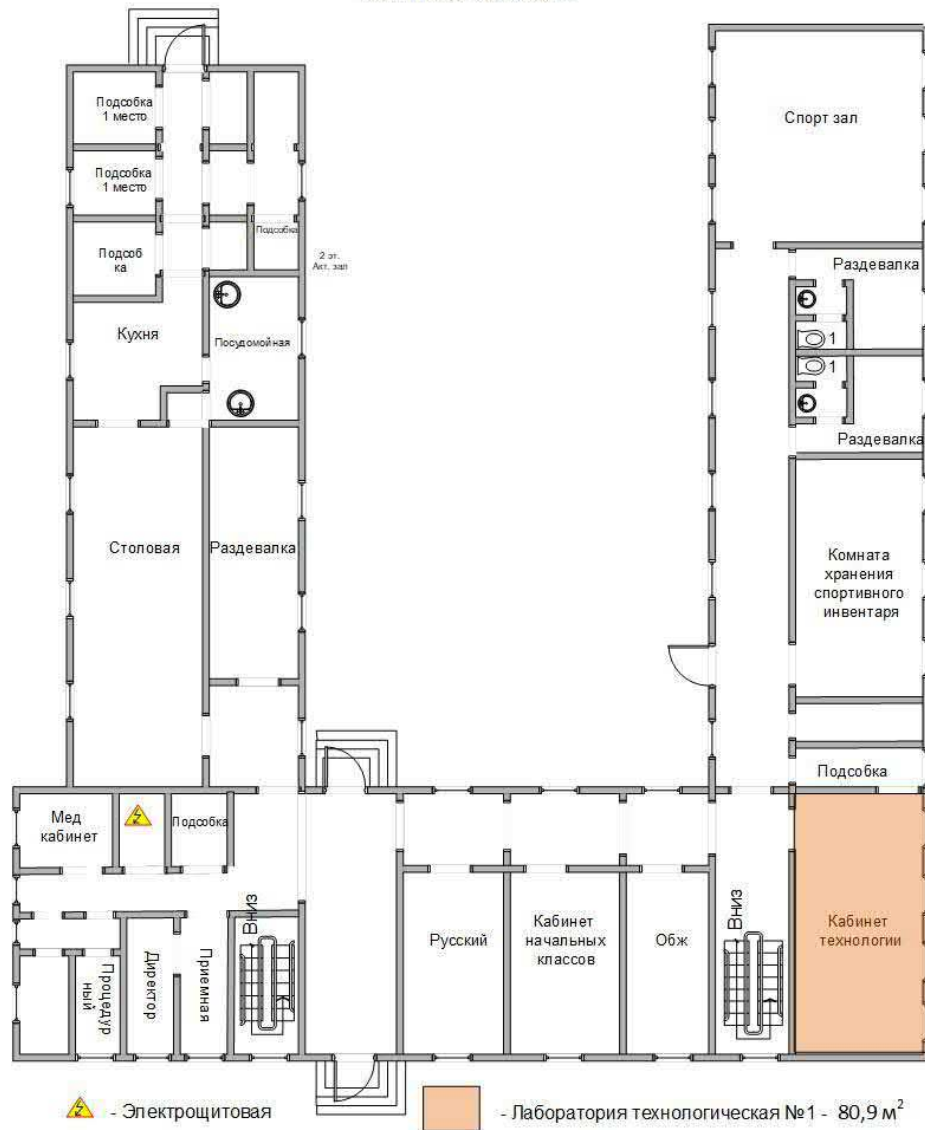 Подсобка
1 место
Подсобка
1 место
Подсоб
ка
Подсобка
2 эт.
Акт. зал
Кухня
Посудомойная
Столовая
Раздевалка
Спорт зал
Раздевалка
1
1
Раздевалка
Комната
хранения
спортивного
инвентаря
Подсобка
Мед
кабинет
Подсобка
Процедур
ный
Директор
Приемная
Вниз
Русский
Кабинет
начальных
классов
Обж
Вниз
Кабинет
технологии
- Электрощитовая
- Лаборатория технологическая №1 - 80,9 м²